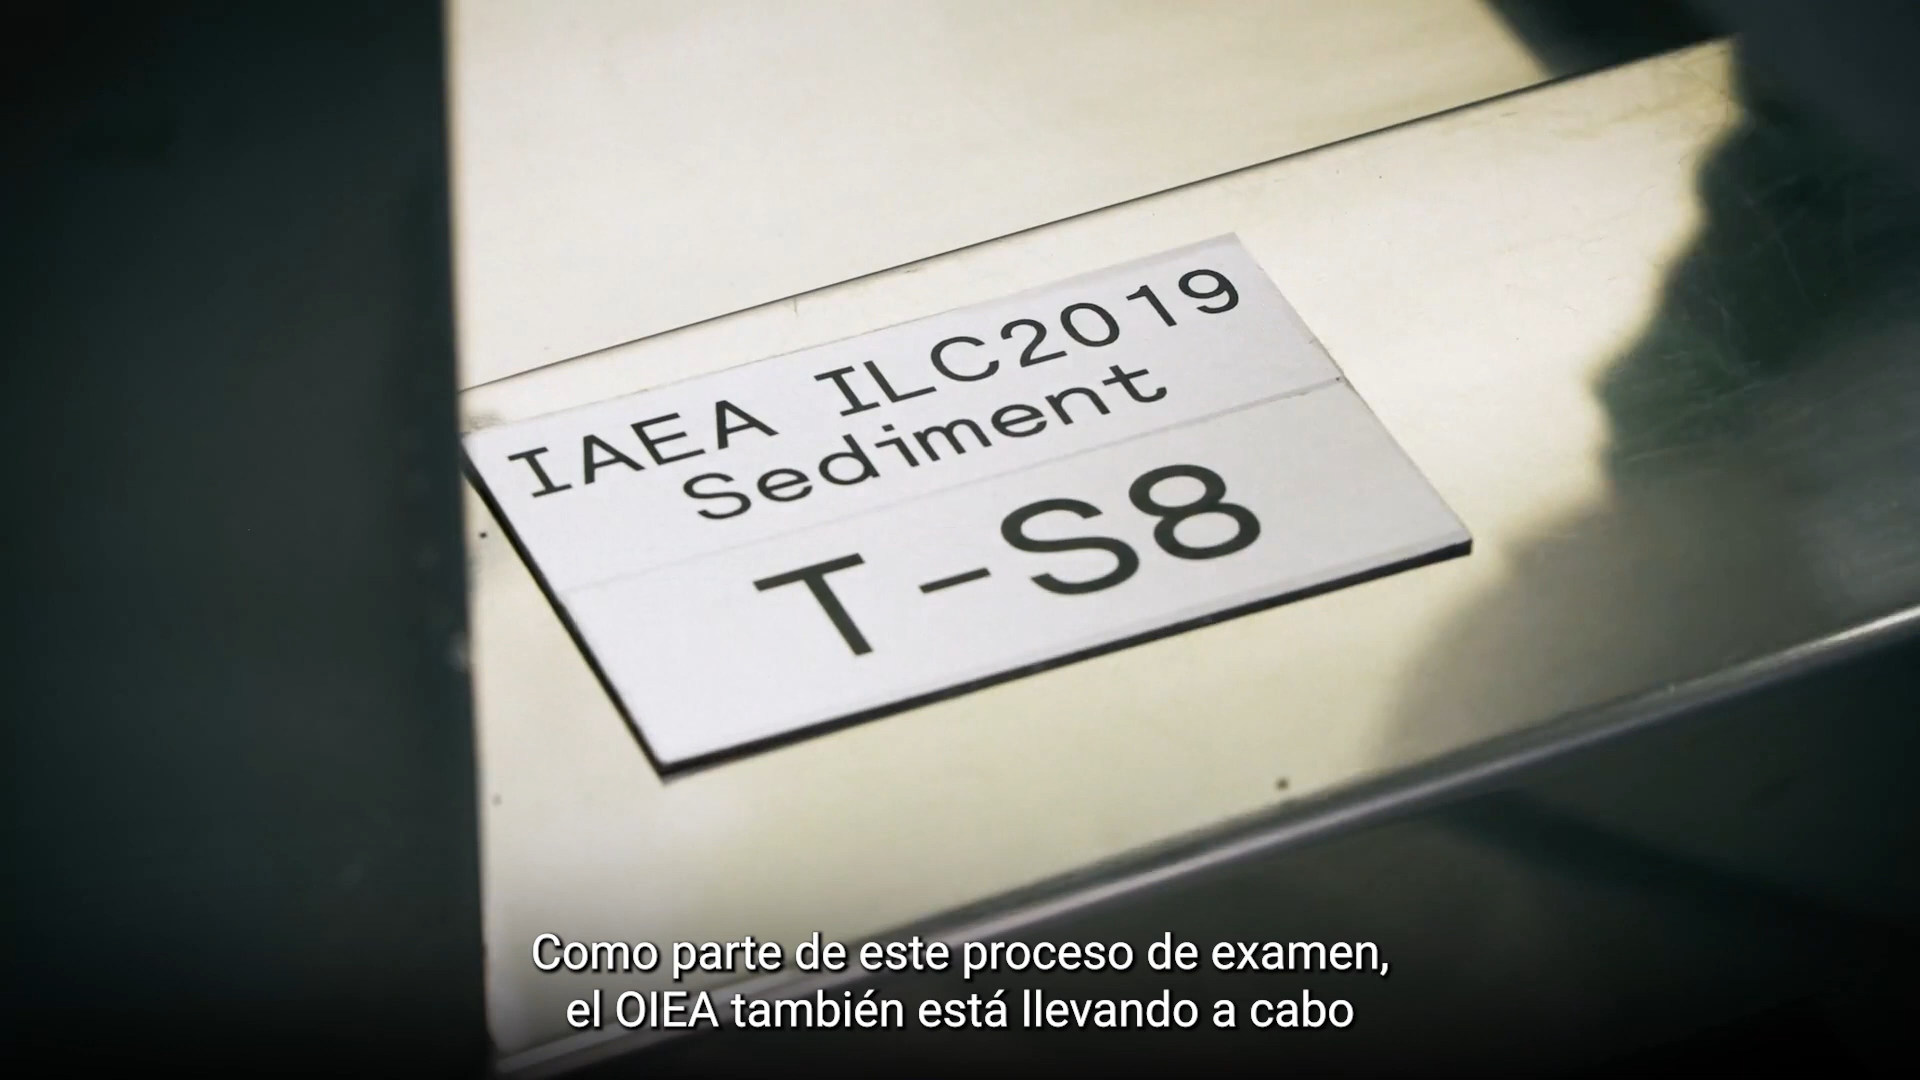 IAEA ILC2019
Sediment
T-S8
Como parte de este proceso de examen,
el OIEA también está llevando a cabo